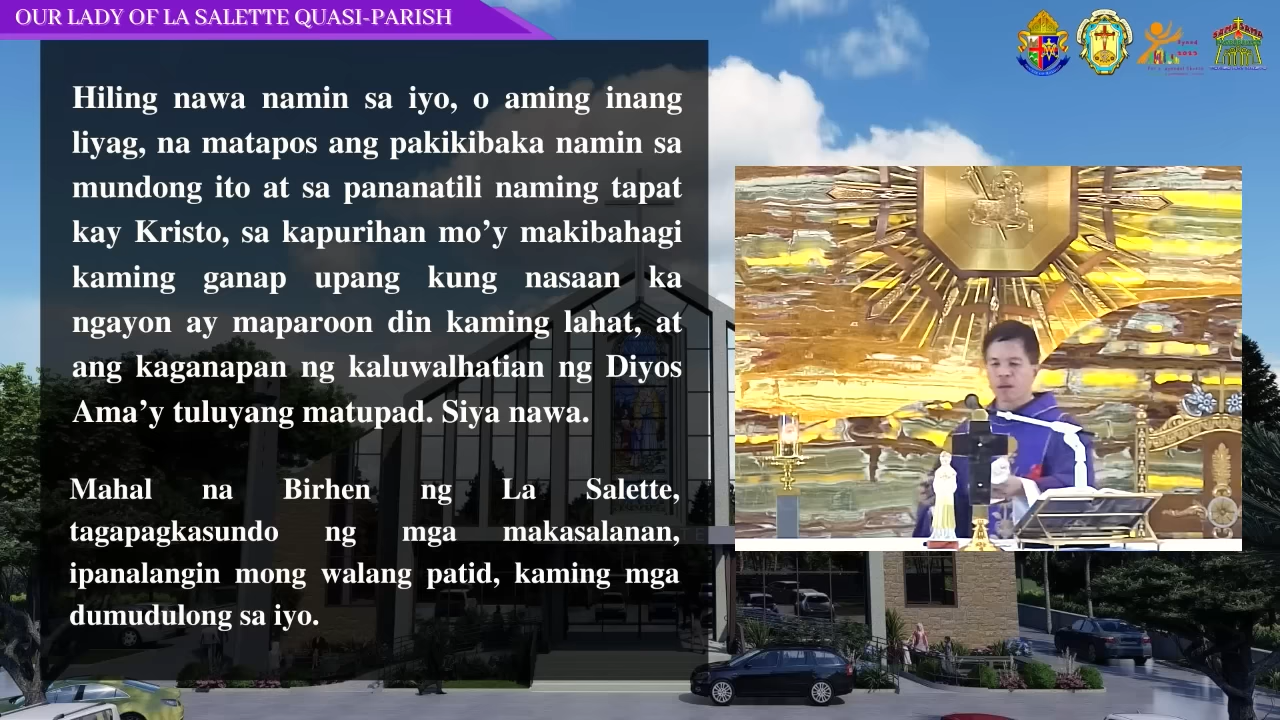 OUR LADY OF LA SALETTE QUASI-PARISH
Hiling nawa namin sa iyo, o aming inang
liyag, na matapos ang pakikibaka namin sa
mundong ito at sa pananatili naming tapat
kay Kristo, sa kapurihan mo’y makibahagi
kaming ganap upang kung nasaan ka
ngayon ay maparoon din kaming lahat, at
ang kaganapan ng kaluwalhatian ng Diyos
Ama’y tuluyang matupad. Siya nawa.
Mahal na Birhen ng La Salette,
tagapagkasundo ng mga makasalanan,
ipanalangin mong walang patid, kaming mga
dumudulong sa iyo.